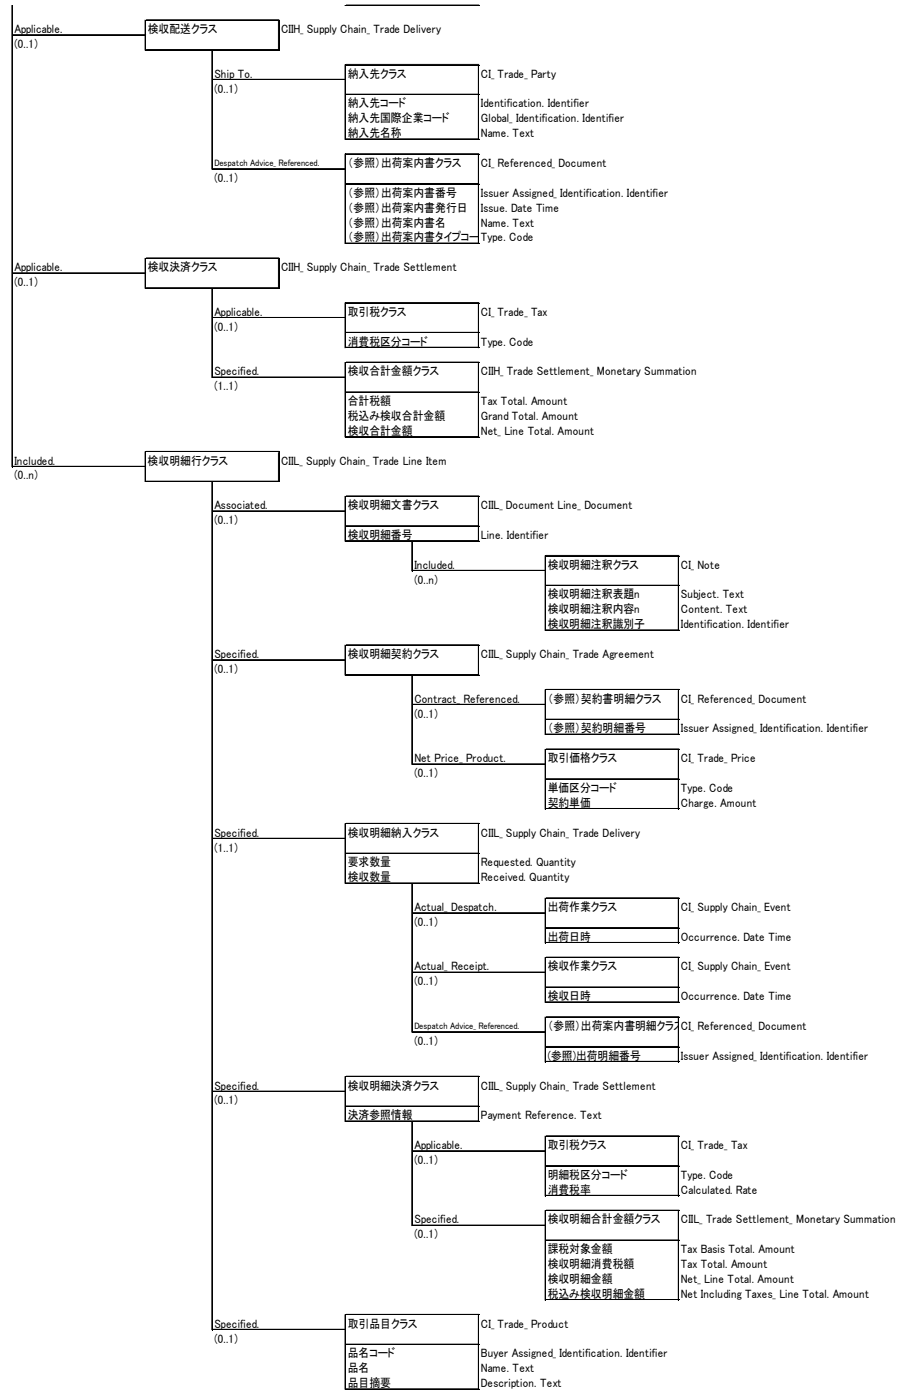 Applicable. 検収配送クラス CIIH_ Supply Chain_ Trade Delivery
(0..1)
Ship To. 納入先クラス CI_ Trade_ Party
(0..1)
納入先コード Identification. Identifier
納入先国際企業コード Global_ Identification. Identifier
納入先名称 Name. Text
Despatch Advice_ Referenced. (参照)出荷案内書クラス CI_ Referenced_ Document
(0..1)
(参照)出荷案内書番号 Issuer Assigned_ Identification. Identifier
(参照)出荷案内書発行日 Issue. Date Time
(参照)出荷案内書名 Name. Text
(参照)出荷案内書タイプコー Type. Code
Applicable. 検収決済クラス CIIH_ Supply Chain_ Trade Settlement
(0..1)
Applicable. 取引税クラス CI_ Trade_ Tax
(0..1)
消費税区分コード Type. Code
Specified. 検収合計金額クラス CIIH_ Trade Settlement_ Monetary Summation
(1..1)
合計税額 Tax Total. Amount
税込み検収合計金額 Grand Total. Amount
検収合計金額 Net_ Line Total. Amount
Included. 検収明細行クラス CIIL_ Supply Chain_ Trade Line Item
(0..n)
Associated. 検収明細文書クラス CIIL_ Document Line_ Document
(0..1)
検収明細番号 Line. Identifier
Included. 検収明細注釈クラス CI_ Note
(0..n)
検収明細注釈表題n Subject. Text
検収明細注釈内容n Content. Text
検収明細注釈識別子 Identification. Identifier
Specified. 検収明細契約クラス CIIL_ Supply Chain_ Trade Agreement
(0..1)
Contract_ Referenced. (参照)契約書明細クラス CI_ Referenced_ Document
(0..1)
(参照)契約明細番号 Issuer Assigned_ Identification. Identifier
Net Price_ Product. 取引価格クラス CI_ Trade_ Price
(0..1)
単価区分コード Type. Code
契約単価 Charge. Amount
Specified. 検収明細納入クラス CIIL_ Supply Chain_ Trade Delivery
(1..1)
要求数量 Requested. Quantity
検収数量 Received. Quantity
Actual_ Despatch. 出荷作業クラス CI_ Supply Chain_ Event
(0..1)
出荷日時 Occurrence. Date Time
Actual_ Receipt. 検収作業クラス CI_ Supply Chain_ Event
(0..1)
検収日時 Occurrence. Date Time
Despatch Advice_ Referenced. (参照)出荷案内書明細クラス CI_ Referenced_ Document
(0..1)
(参照)出荷明細番号 Issuer Assigned_ Identification. Identifier
Specified. 検収明細決済クラス CIIL_ Supply Chain_ Trade Settlement
(0..1)
決済参照情報 Payment Reference. Text
Applicable. 取引税クラス CI_ Trade_ Tax
(0..1)
明細税区分コード Type. Code
消費税率 Calculated. Rate
Specified. 検収明細合計金額クラス CIIL_ Trade Settlement_ Monetary Summation
(0..1)
課税対象金額 Tax Basis Total. Amount
検収明細消費税額 Tax Total. Amount
検収明細金額 Net_ Line Total. Amount
税込み検収明細金額 Net Including Taxes_ Line Total. Amount
Specified. 取引品目クラス CI_ Trade_ Product
(0..1)
品名コード Buyer Assigned_ Identification. Identifier
品名 Name. Text
品目摘要 Description. Text